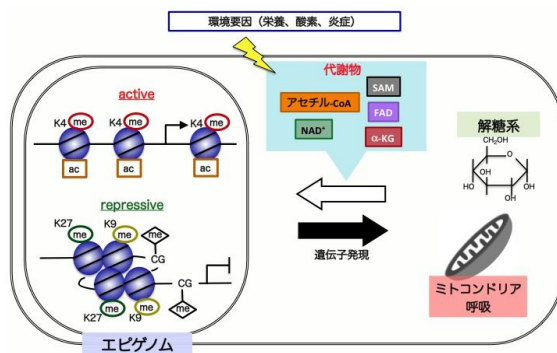 環境要因（栄養、酸素、炎症）
代謝物
SAM
アセチル-CoA
FAD
NAD⁺
α-KG
active
K4 me K4 me K4 me
ac ac ac
repressive
K27 K9
me me me
CG
CG
me me me
K27 K9
エピゲノム
遺伝子発現
解糖系
CH₂OH
O
H H H
OH H
OH OH
H OH
ミトコンドリア
呼吸